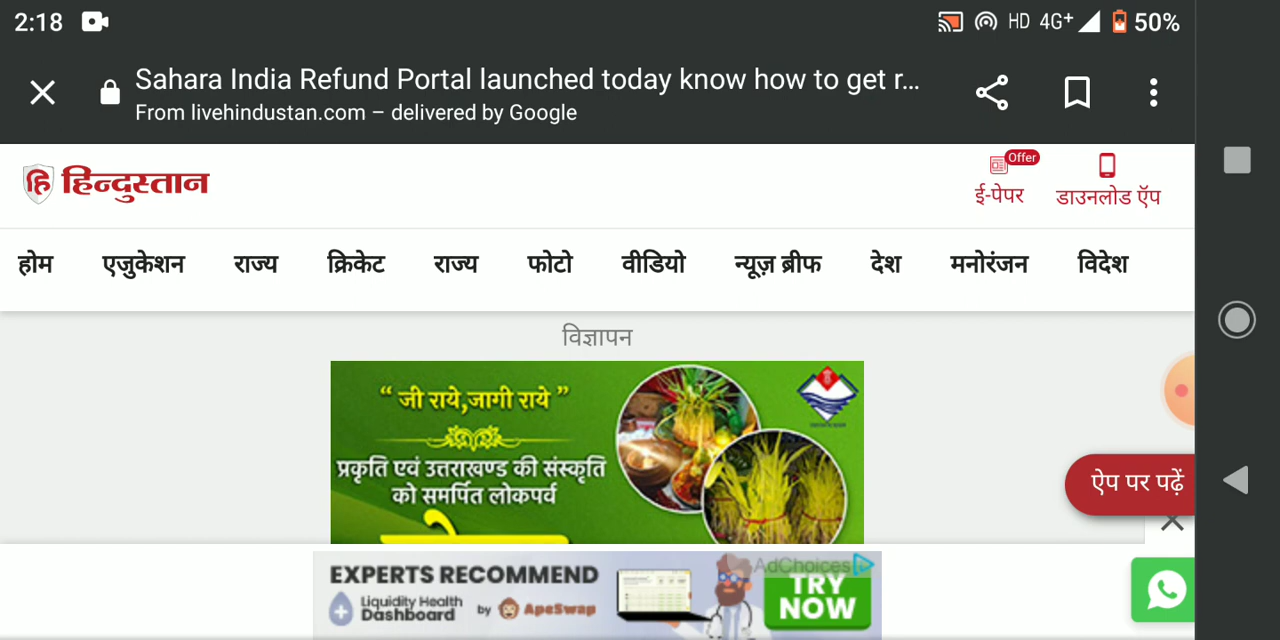 2:18
HD 4G+ 50%
Sahara India Refund Portal launched today know how to get r...
From livehindustan.com – delivered by Google
हि हिन्दुस्तान
Offer
ई-पेपर
डाउनलोड ऍप
होम एजुकेशन राज्य क्रिकेट राज्य फोटो वीडियो न्यूज़ ब्रीफ देश मनोरंजन विदेश
विज्ञापन
“ जी राये,जागी राये ”
प्रकृति एवं उत्तराखण्ड की संस्कृति
को समर्पित लोकपर्व
ऐप पर पढ़ें
EXPERTS RECOMMEND
Liquidity Health
Dashboard
by ApeSwap
AdChoices
TRY
NOW